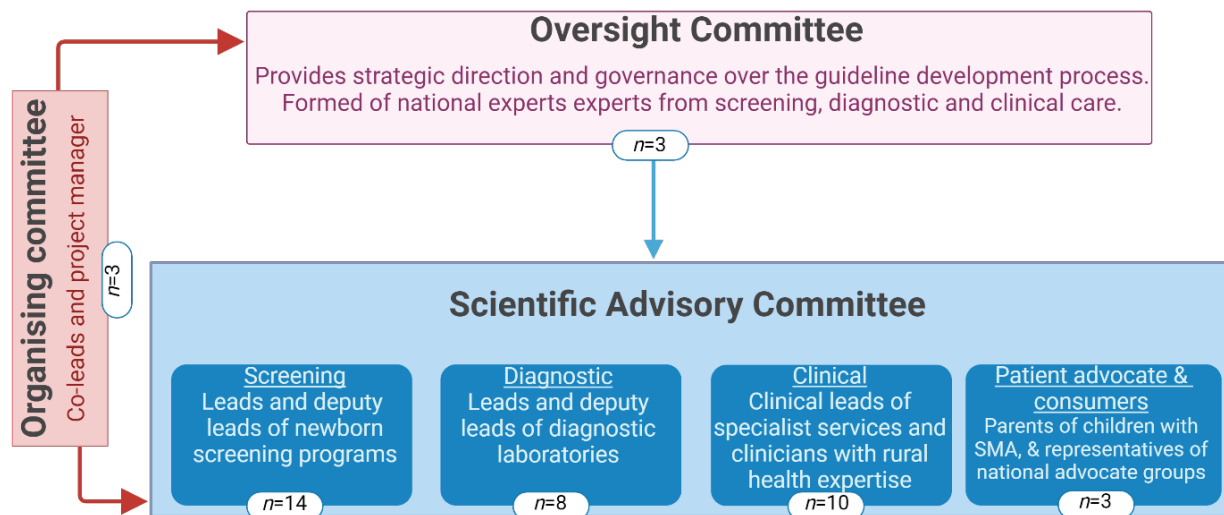 Oversight Committee
Provides strategic direction and governance over the guideline development process.
Formed of national experts experts from screening, diagnostic and clinical care.
n=3
Organising committee
Co-leads and project manager
n=3
Scientific Advisory Committee
Screening
Leads and deputy
leads of newborn
screening programs
n=14
Diagnostic
Leads and deputy
leads of diagnostic
laboratories
n=8
Clinical
Clinical leads of
specialist services and
clinicians with rural
health expertise
n=10
Patient advocate &
consumers
Parents of children with
SMA, & representatives of
national advocate groups
n=3